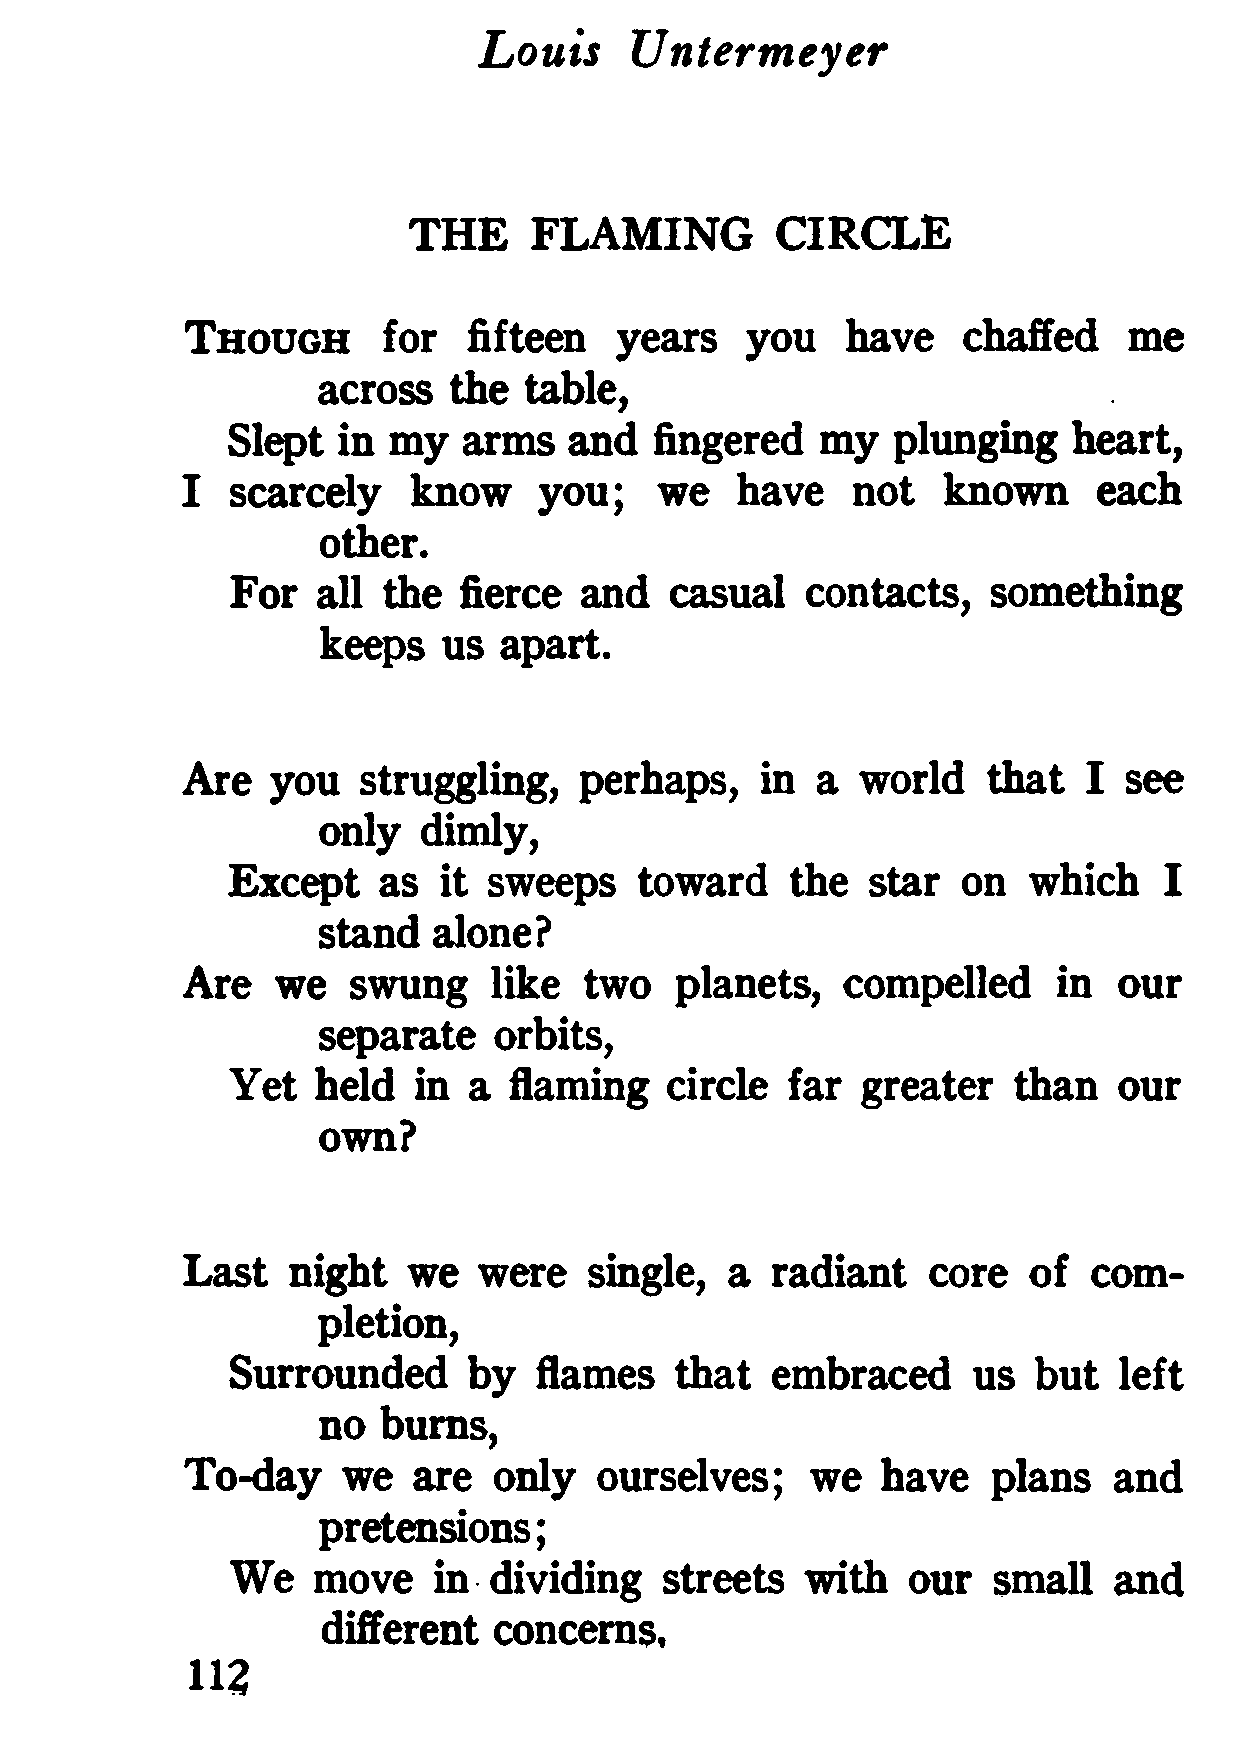 Louis Untermeyer
THE FLAMING CIRCLE
THOUGH for fifteen years you have chaffed me
across the table,
Slept in my arms and fingered my plunging heart,
I scarcely know you; we have not known each
other.
For all the fierce and casual contacts, something
keeps us apart.
Are you struggling, perhaps, in a world that I see
only dimly,
Except as it sweeps toward the star on which I
stand alone?
Are we swung like two planets, compelled in our
separate orbits,
Yet held in a flaming circle far greater than our
own?
Last night we were single, a radiant core of com-
pletion,
Surrounded by flames that embraced us but left
no burns,
To-day we are only ourselves; we have plans and
pretensions;
We move in dividing streets with our small and
different concerns.
112